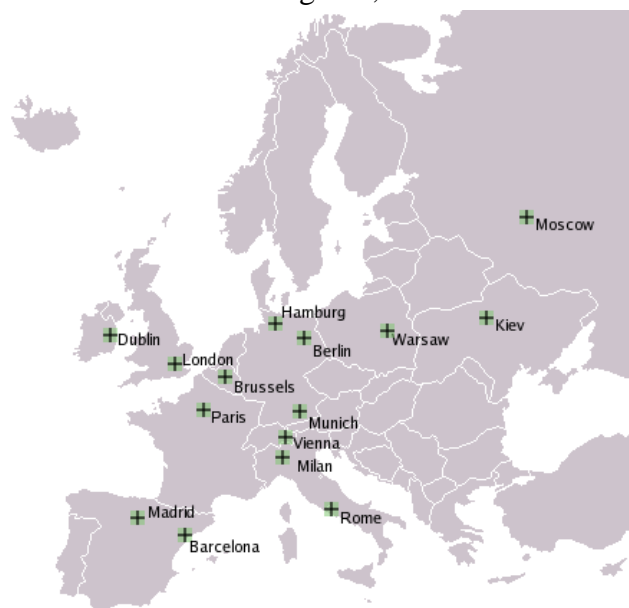 Moscow
Hamburg
Kiev
Dublin
Warsaw
Berlin
London
Brussels
Paris
Munich
Vienna
Milan
Madrid
Rome
Barcelona